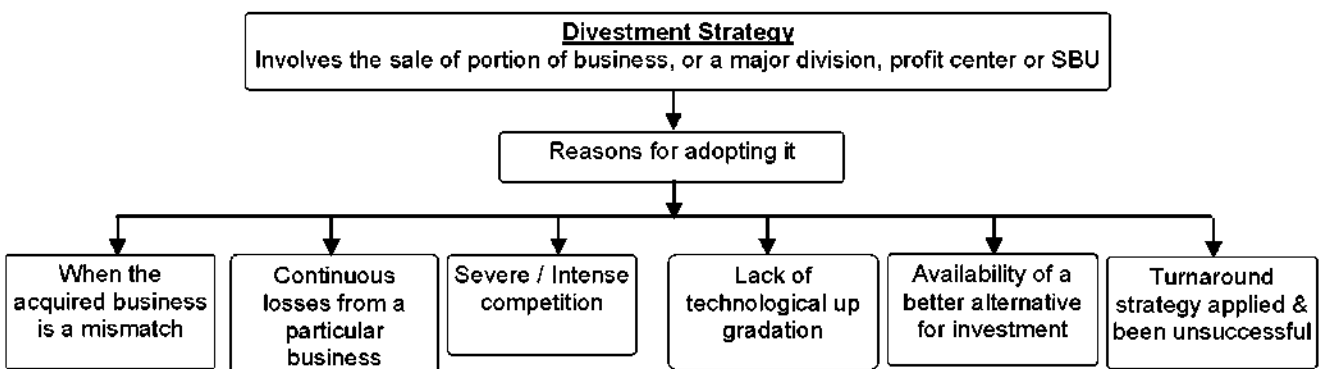 Divestment Strategy
Involves the sale of portion of business, or a major division, profit center or SBU
Reasons for adopting it
When the
acquired business
is a mismatch
Continuous
losses from a
particular
business
Severe / Intense
competition
Lack of
technological up
gradation
Availability of a
better alternative
for investment
Turnaround
strategy applied &
been unsuccessful